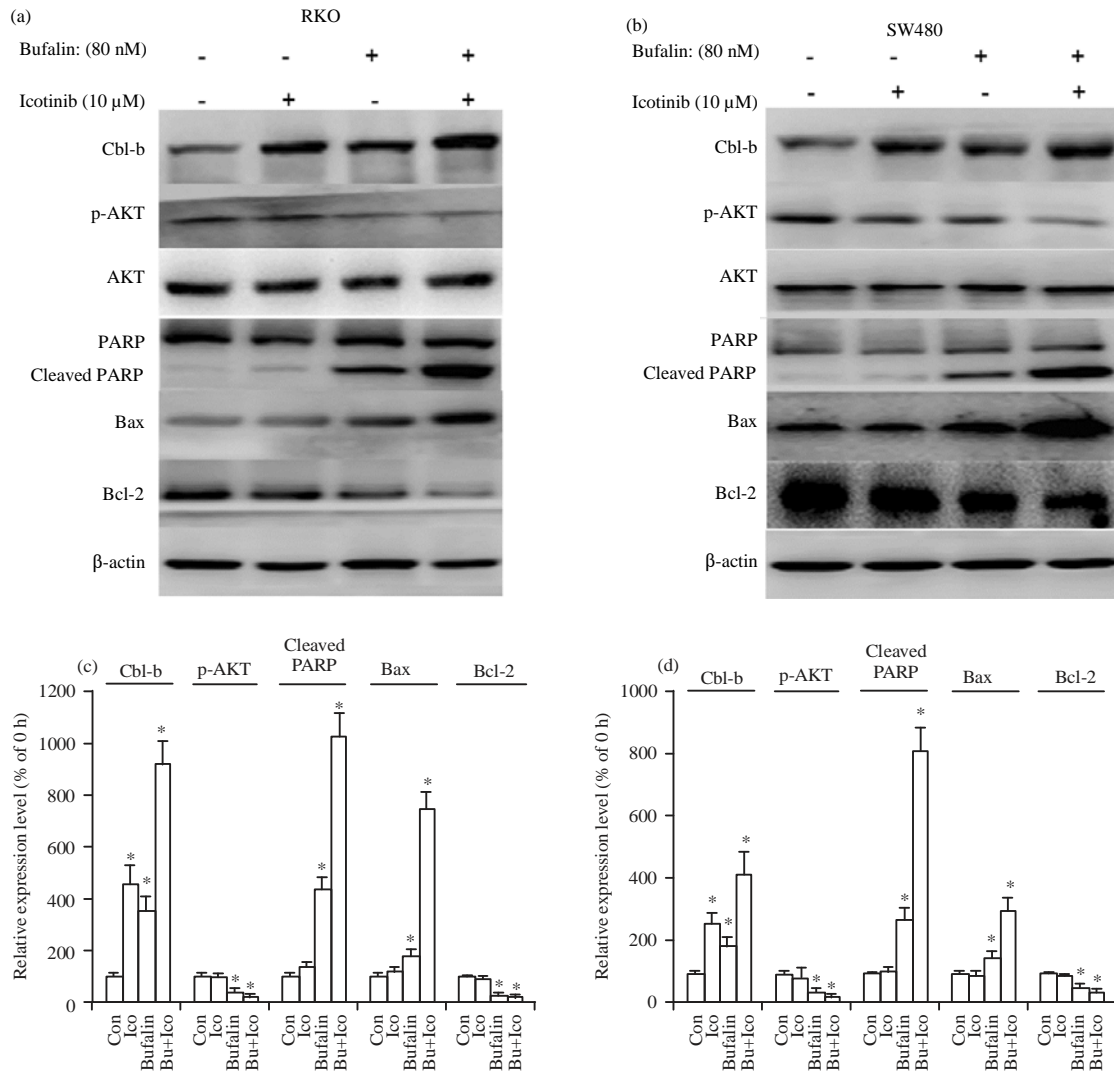 (a)
RKO
Bufalin: (80 nM) - - + +
Icotinib (10 µM) - + - +
Cbl-b
p-AKT
AKT
PARP
Cleaved PARP
Bax
Bcl-2
β-actin
(b)
SW480
Bufalin: (80 nM) - - + +
Icotinib (10 µM) - + - +
Cbl-b
p-AKT
AKT
PARP
Cleaved PARP
Bax
Bcl-2
β-actin
(c)
Cbl-b p-AKT Cleaved PARP Bax Bcl-2
Relative expression level (% of 0 h)
1200
1000
800
600
400
200
0
* * * * * * * * * * *
Con Ico Bufalin Bu+Ico Con Ico Bufalin Bu+Ico Con Ico Bufalin Bu+Ico Con Ico Bufalin Bu+Ico Con Ico Bufalin Bu+Ico
(d)
Cbl-b p-AKT Cleaved PARP Bax Bcl-2
Relative expression level (% of 0 h)
1000
800
600
400
200
0
* * * * * * * * * * *
Con Ico Bufalin Bu+Ico Con Ico Bufalin Bu+Ico Con Ico Bufalin Bu+Ico Con Ico Bufalin Bu+Ico Con Ico Bufalin Bu+Ico